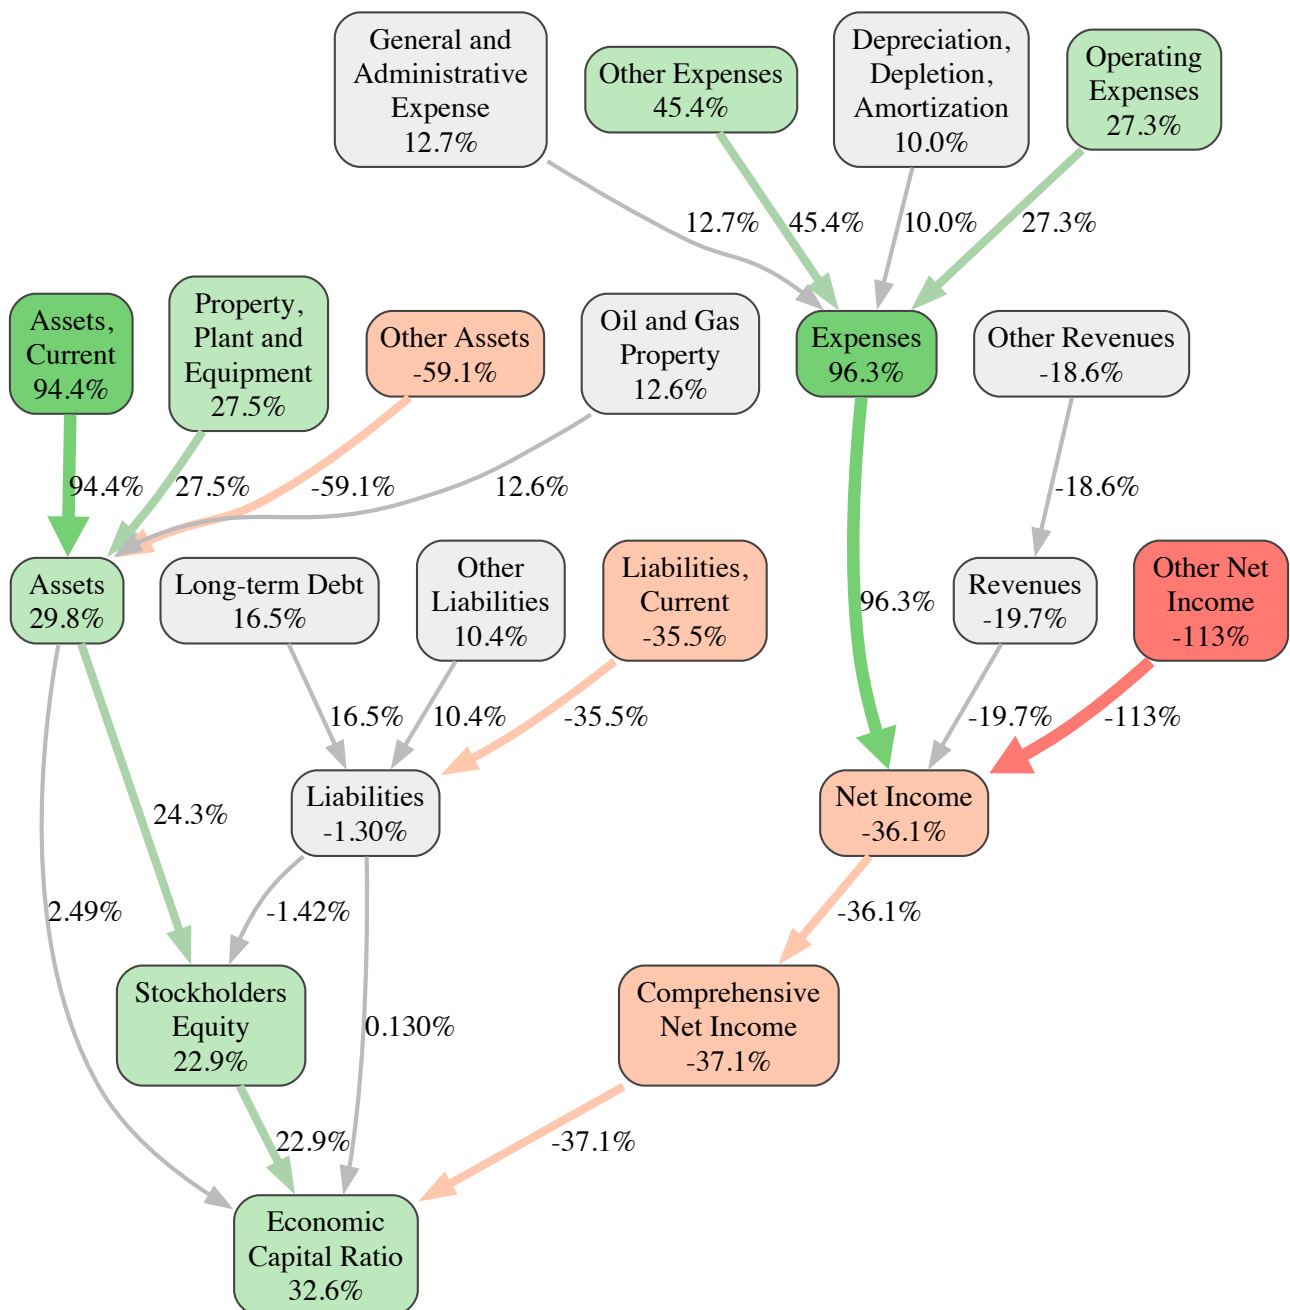 General and
Administrative
Expense
12.7%
Other Expenses
45.4%
Depreciation,
Depletion,
Amortization
10.0%
Operating
Expenses
27.3%
12.7%
45.4%
10.0%
27.3%
Assets,
Current
94.4%
Property,
Plant and
Equipment
27.5%
Other Assets
-59.1%
Oil and Gas
Property
12.6%
Expenses
96.3%
Other Revenues
-18.6%
94.4%
27.5%
-59.1%
12.6%
-18.6%
Assets
29.8%
Long-term Debt
16.5%
Other
Liabilities
10.4%
Liabilities,
Current
-35.5%
96.3%
Revenues
-19.7%
Other Net
Income
-113%
16.5%
10.4%
-35.5%
-19.7%
-113%
24.3%
Liabilities
-1.30%
Net Income
-36.1%
2.49%
-1.42%
-36.1%
Stockholders
Equity
22.9%
0.130%
Comprehensive
Net Income
-37.1%
22.9%
-37.1%
Economic
Capital Ratio
32.6%